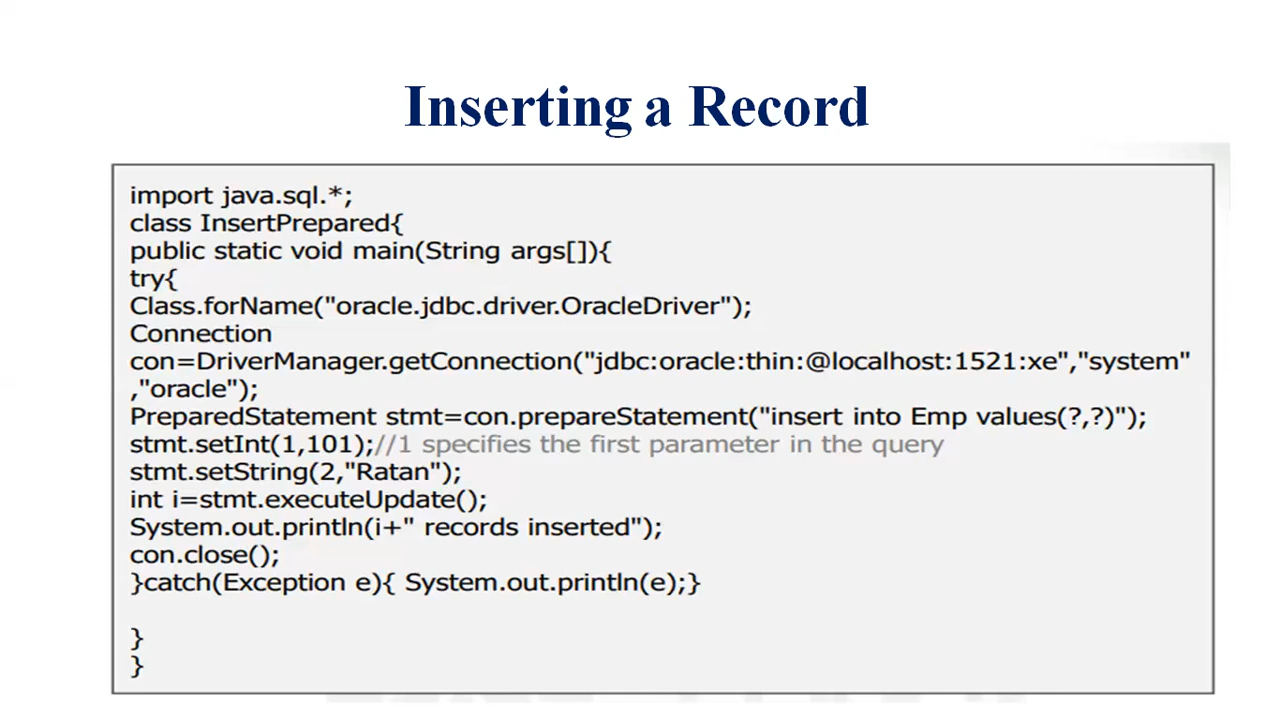 Inserting a Record
import java.sql.*;
class InsertPrepared{
public static void main(String args[]){
try{
Class.forName("oracle.jdbc.driver.OracleDriver");
Connection
con=DriverManager.getConnection("jdbc:oracle:thin:@localhost:1521:xe","system"
,"oracle");
PreparedStatement stmt=con.prepareStatement("insert into Emp values(?,?)");
stmt.setInt(1,101);//1 specifies the first parameter in the query
stmt.setString(2,"Ratan");
int i=stmt.executeUpdate();
System.out.println(i+" records inserted");
con.close();
}catch(Exception e){ System.out.println(e);}
}
}